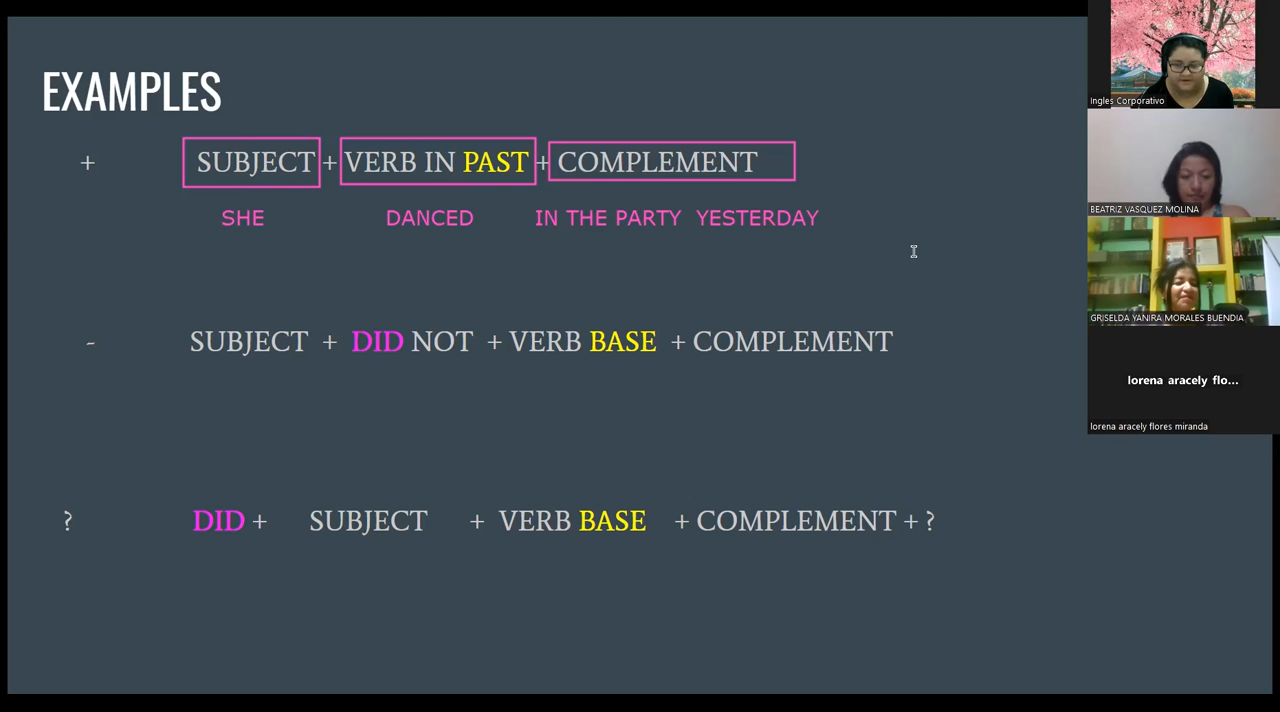 EXAMPLES
+ SUBJECT + VERB IN PAST + COMPLEMENT
SHE DANCED IN THE PARTY YESTERDAY
- SUBJECT + DID NOT + VERB BASE + COMPLEMENT
? DID + SUBJECT + VERB BASE + COMPLEMENT + ?
Ingles Corporativo
BEATRIZ VASQUEZ MOLINA
GRISELDA YANIRA MORALES BUENDIA
lorena aracely flo...
lorena aracely flores miranda